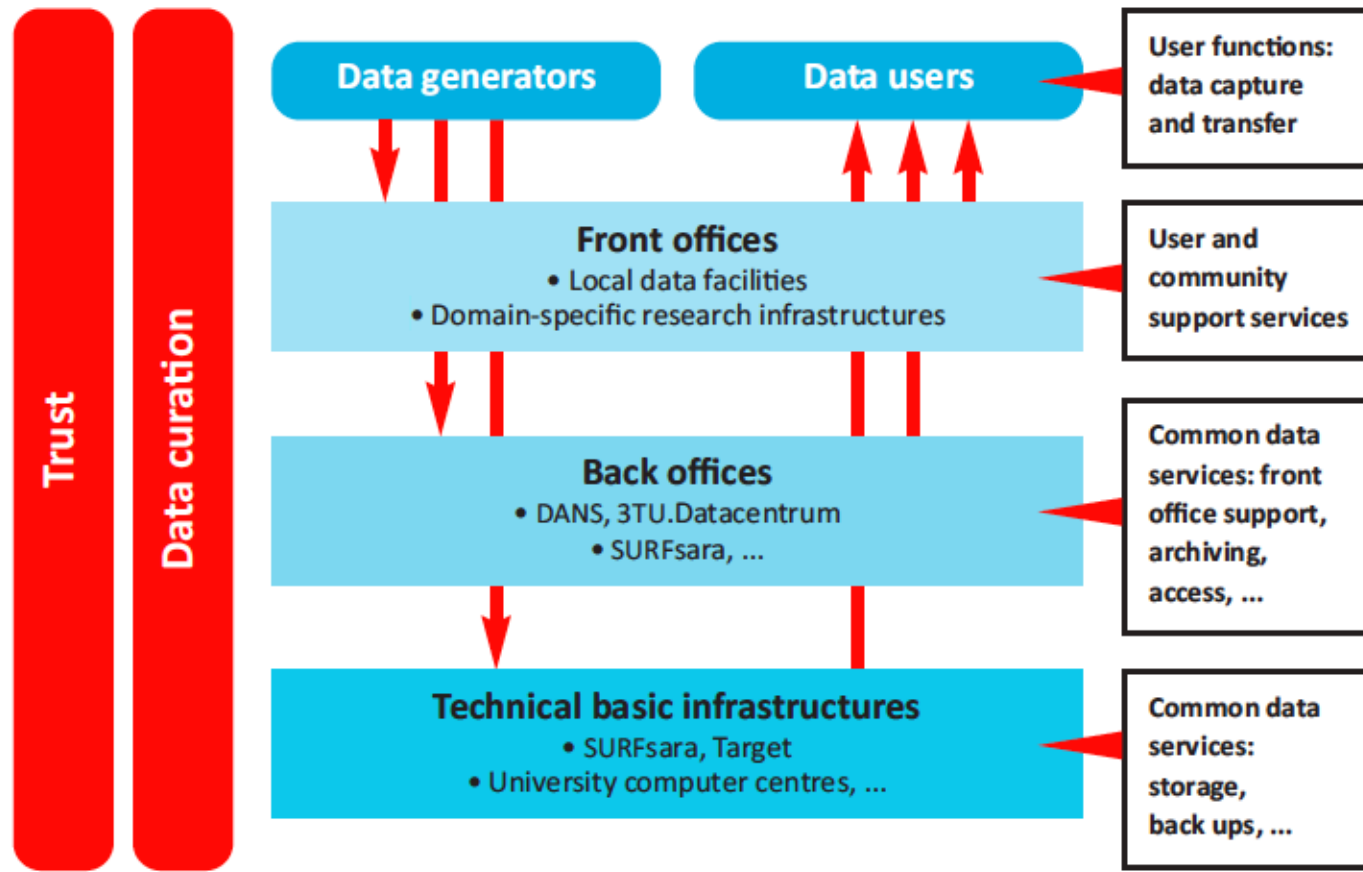 Trust
Data curation
Data generators
Data users
User functions:
data capture
and transfer
Front offices
• Local data facilities
• Domain-specific research infrastructures
User and
community
support services
Back offices
• DANS, 3TU.Datacentrum
• SURFsara, ...
Common data
services: front
office support,
archiving,
access, ...
Technical basic infrastructures
• SURFsara, Target
• University computer centres, ...
Common data
services:
storage,
back ups, ...